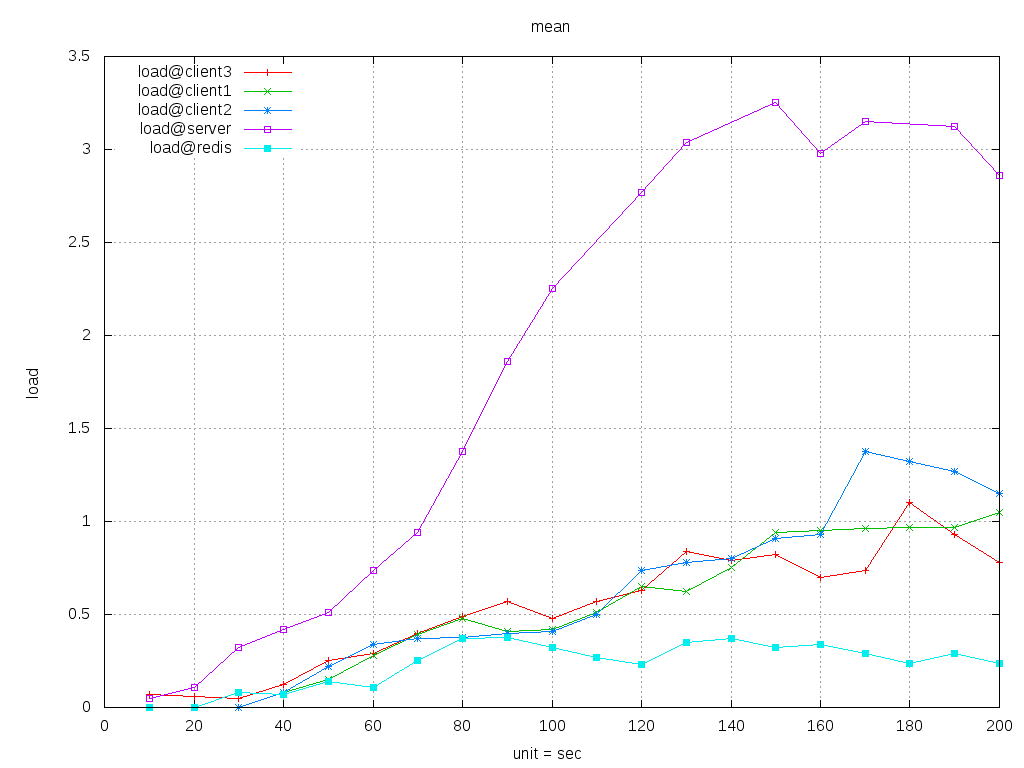 mean
load@client3
load@client1
load@client2
load@server
load@redis
3.5
3
2.5
2
1.5
1
0.5
0
load
0 20 40 60 80 100 120 140 160 180 200
unit = sec